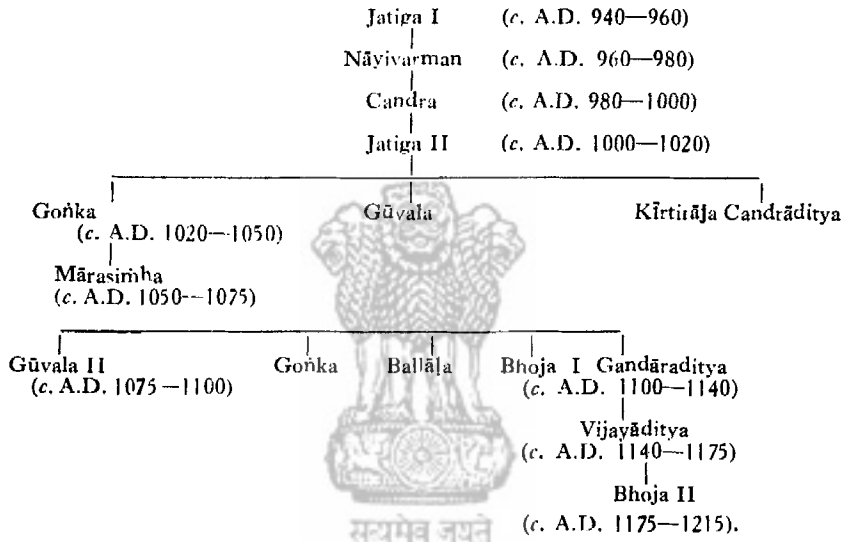 Jatiga I (c. A.D. 940—960)
Nāyivarman (c. A.D. 960—980)
Candra (c. A.D. 980—1000)
Jatiga II (c. A.D. 1000—1020)
Goṅka Gūvala Kīrtirāja Candrāditya
(c. A.D. 1020—1050)
Mārasiṁha
(c. A.D. 1050--1075)
Gūvala II Goṅka Ballāḷa Bhoja I Gandārāditya
(c. A.D. 1075—1100) (c. A.D. 1100—1140)
Vijayāditya
(c. A.D. 1140—1175)
Bhoja II
(c. A.D. 1175—1215).
सत्यमेव जयते